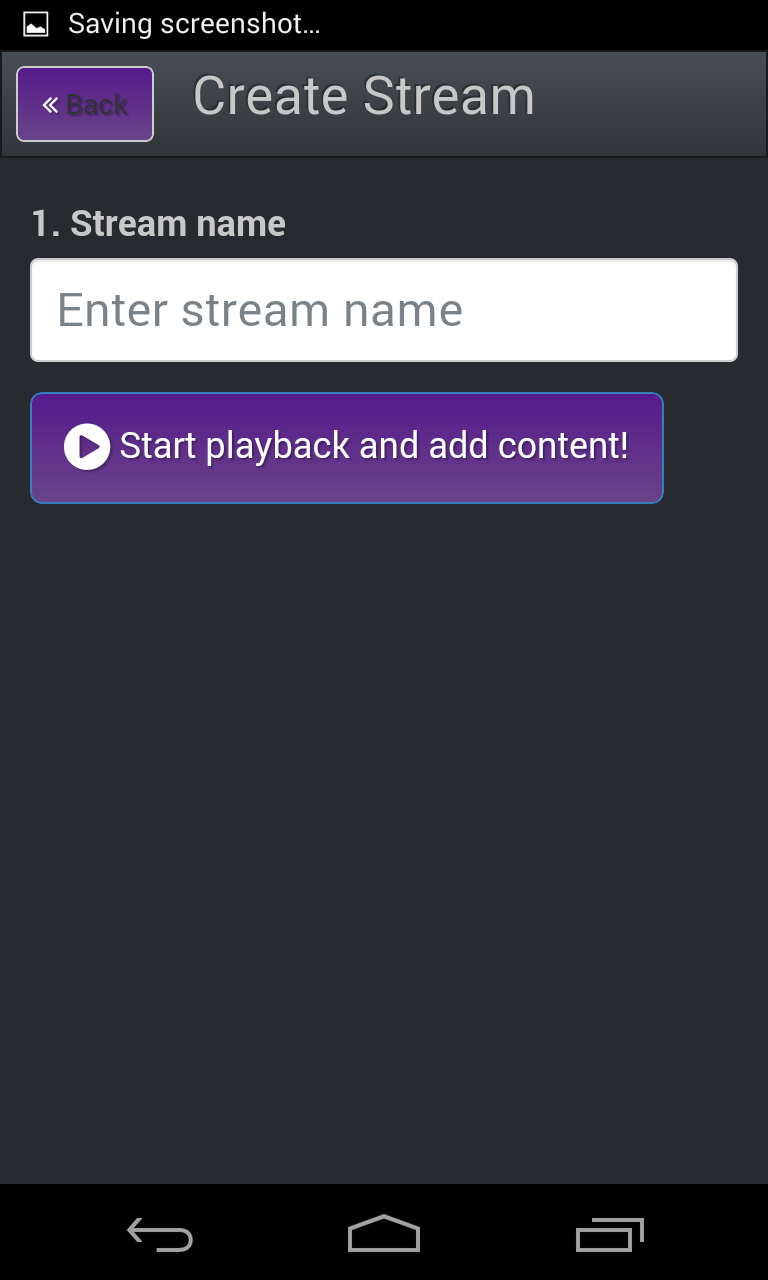 Saving screenshot...
« Back
Create Stream
1. Stream name
Enter stream name
Start playback and add content!